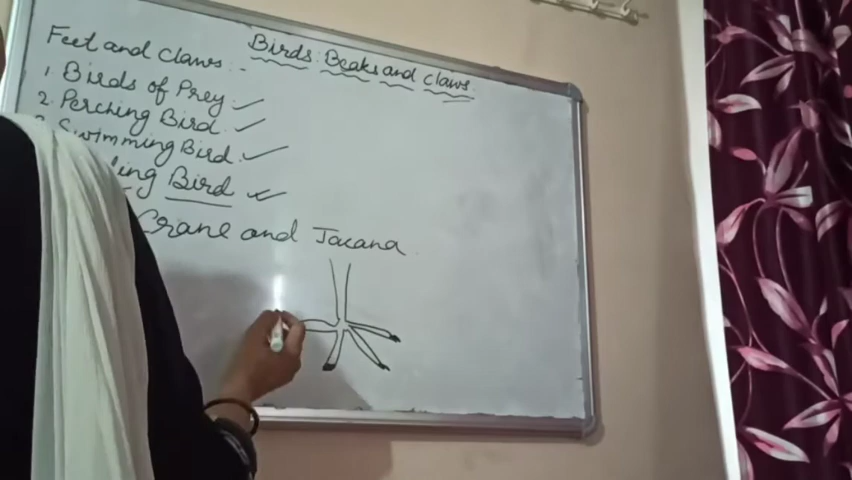 Birds: Beaks and claws.
Feet and claws :-
1. Birds of Prey ✓
2. Perching Bird. ✓
Swimming Bird. ✓
Bird ✓
Crane and Jacana